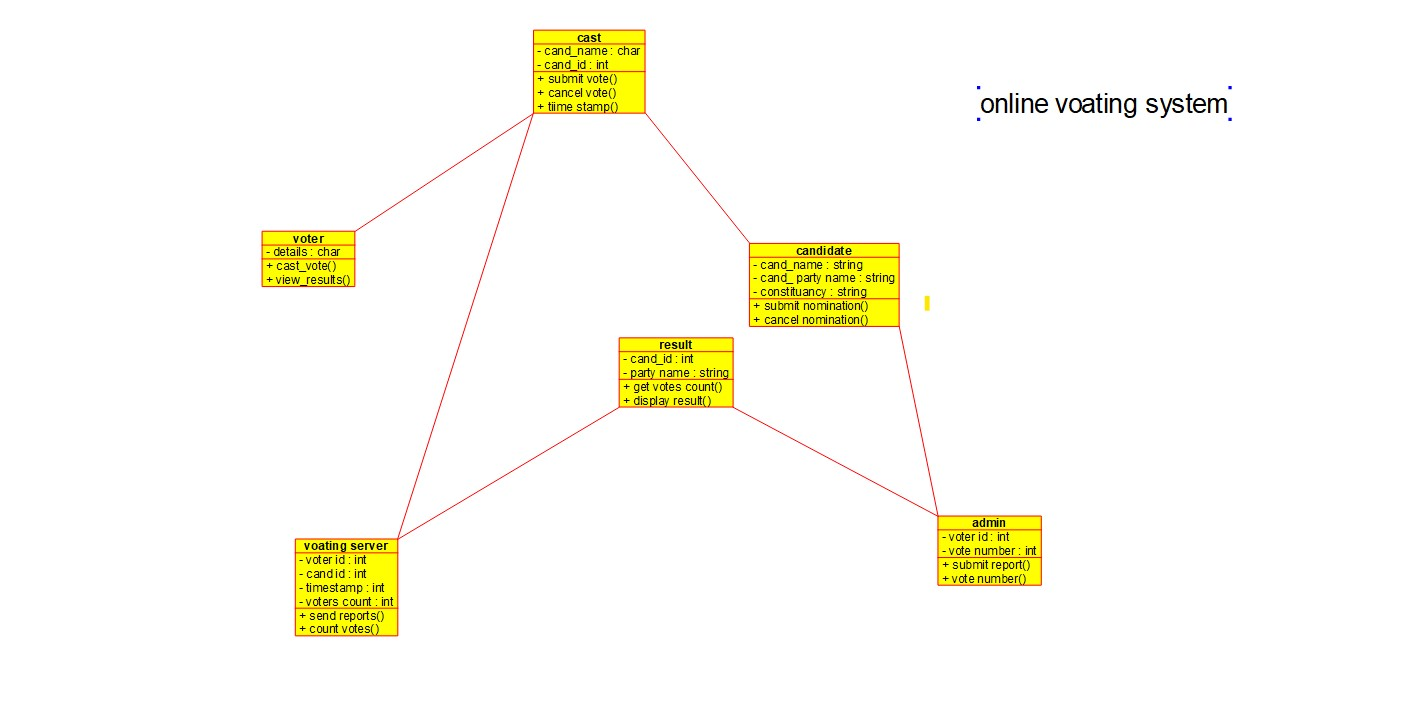 cast
- cand_name : char
- cand_id : int
+ submit vote()
+ cancel vote()
+ tiime stamp()
online voating system
voter
- details : char
+ cast_vote()
+ view_results()
candidate
- cand_name : string
- cand_ party name : string
- constituancy : string
+ submit nomination()
+ cancel nomination()
result
- cand_id : int
- party name : string
+ get votes count()
+ display result()
voating server
- voter id : int
- cand id : int
- timestamp : int
- voters count : int
+ send reports()
+ count votes()
admin
- voter id : int
- vote number : int
+ submit report()
+ vote number()